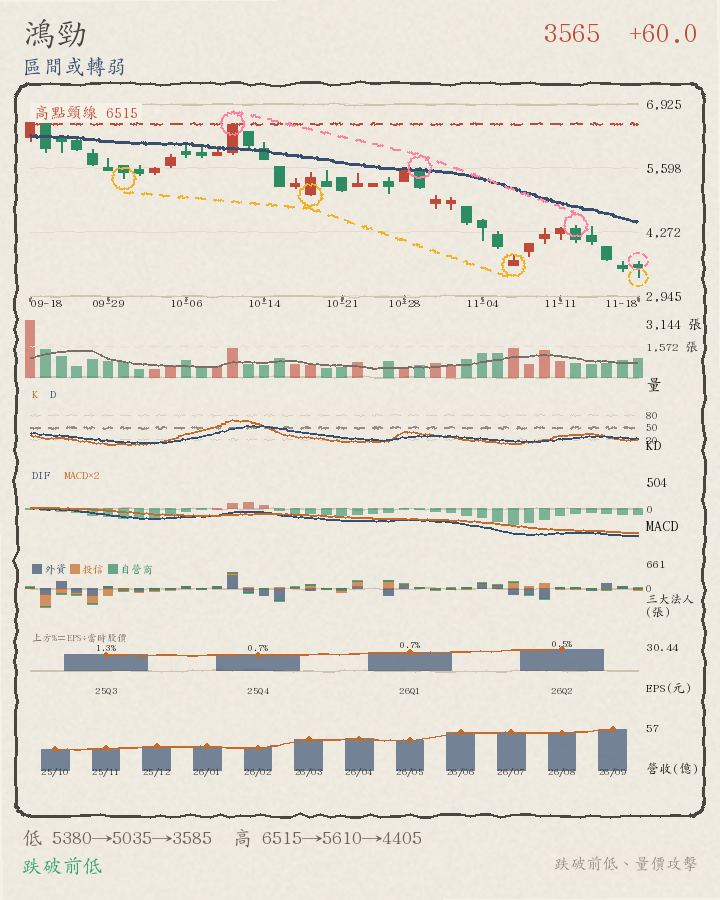 鴻勁
3565 +60.0
區間或轉弱
高點頸線 6515
6,925
5,598
4,272
2,945
09-18 09-29 10-06 10-14 10-21 10-28 11-04 11-11 11-18
3,144 張
1,572 張
量
K D
80
50
20
KD
DIF MACD×2
504
0
MACD
外資 投信 自營商
661
0
三大法人
(張)
上方%=EPS÷當時股價
1.3% 0.7% 0.7% 0.5%
30.44
25Q3 25Q4 26Q1 26Q2
EPS(元)
57
25/10 25/11 25/12 26/01 26/02 26/03 26/04 26/05 26/06 26/07 26/08 26/09
營收(億)
低 5380→5035→3585 高 6515→5610→4405
跌破前低
跌破前低、量價攻擊